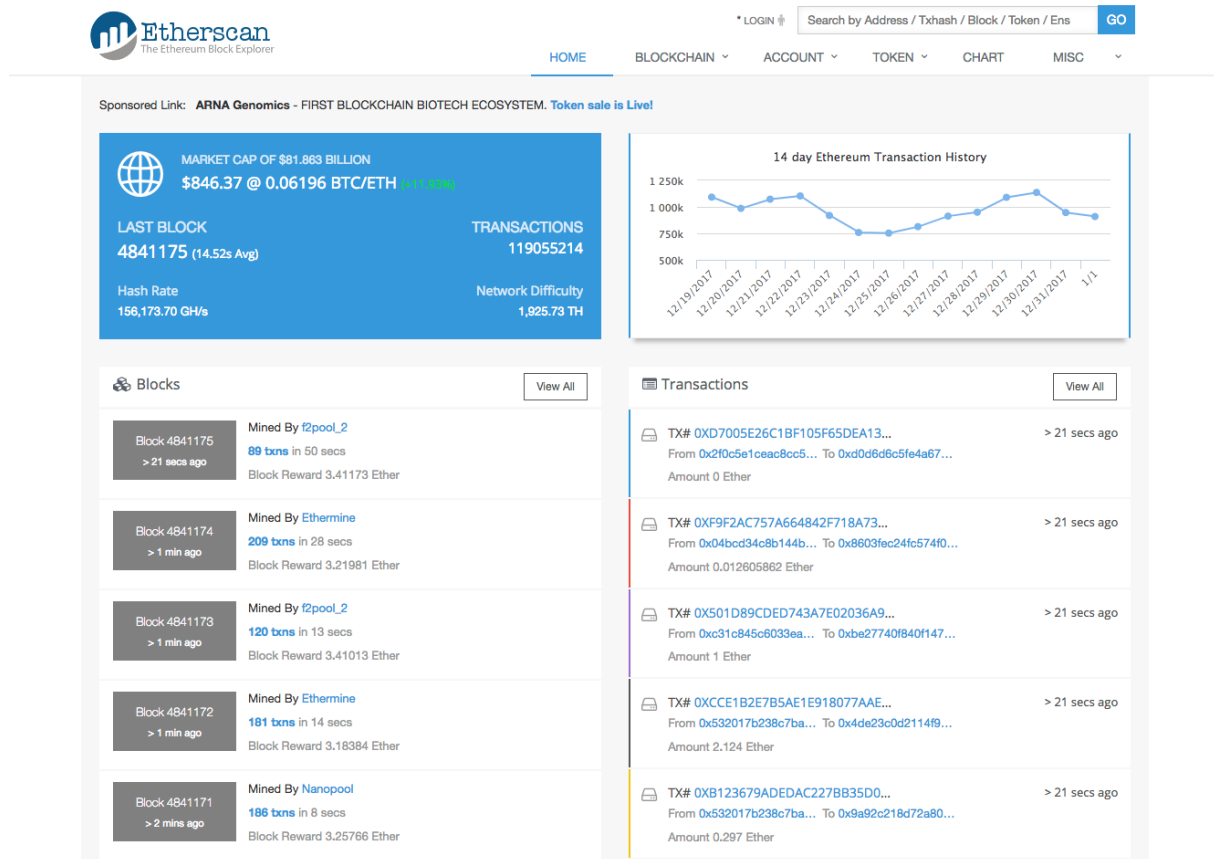 Etherscan
The Ethereum Block Explorer
* LOGIN
Search by Address / Txhash / Block / Token / Ens
GO
HOME
BLOCKCHAIN
ACCOUNT
TOKEN
CHART
MISC
Sponsored Link: ARNA Genomics - FIRST BLOCKCHAIN BIOTECH ECOSYSTEM. Token sale is Live!
MARKET CAP OF $81.863 BILLION
$846.37 @ 0.06196 BTC/ETH
LAST BLOCK
4841175 (14.52s Avg)
TRANSACTIONS
119055214
Hash Rate
156,173.70 GH/s
Network Difficulty
1,925.73 TH
14 day Ethereum Transaction History
1 250k
1 000k
750k
500k
12/19/2017
12/20/2017
12/21/2017
12/22/2017
12/23/2017
12/24/2017
12/25/2017
12/26/2017
12/27/2017
12/28/2017
12/29/2017
12/30/2017
12/31/2017
1/1
Blocks
View All
Block 4841175
> 21 secs ago
Mined By f2pool_2
89 txns in 50 secs
Block Reward 3.41173 Ether
Block 4841174
> 1 min ago
Mined By Ethermine
209 txns in 28 secs
Block Reward 3.21981 Ether
Block 4841173
> 1 min ago
Mined By f2pool_2
120 txns in 13 secs
Block Reward 3.41013 Ether
Block 4841172
> 1 min ago
Mined By Ethermine
181 txns in 14 secs
Block Reward 3.18384 Ether
Block 4841171
> 2 mins ago
Mined By Nanopool
186 txns in 8 secs
Block Reward 3.25766 Ether
Transactions
View All
TX# 0XD7005E26C1BF105F65DEA13...
> 21 secs ago
From 0x2f0c5e1ceac8cc5... To 0xd0d6d6c5fe4a67...
Amount 0 Ether
TX# 0XF9F2AC757A664842F718A73...
> 21 secs ago
From 0x04bcd34c8b144b... To 0x8603fec24fc574f0...
Amount 0.012605862 Ether
TX# 0X501D89CDED743A7E02036A9...
> 21 secs ago
From 0xc31c845c6033ea... To 0xbe27740f840f147...
Amount 1 Ether
TX# 0XCCE1B2E7B5AE1E918077AAE...
> 21 secs ago
From 0x532017b238c7ba... To 0x4de23c0d2114f9...
Amount 2.124 Ether
TX# 0XB123679ADEDAC227BB35D0...
> 21 secs ago
From 0x532017b238c7ba... To 0x9a92c218d72a80...
Amount 0.297 Ether